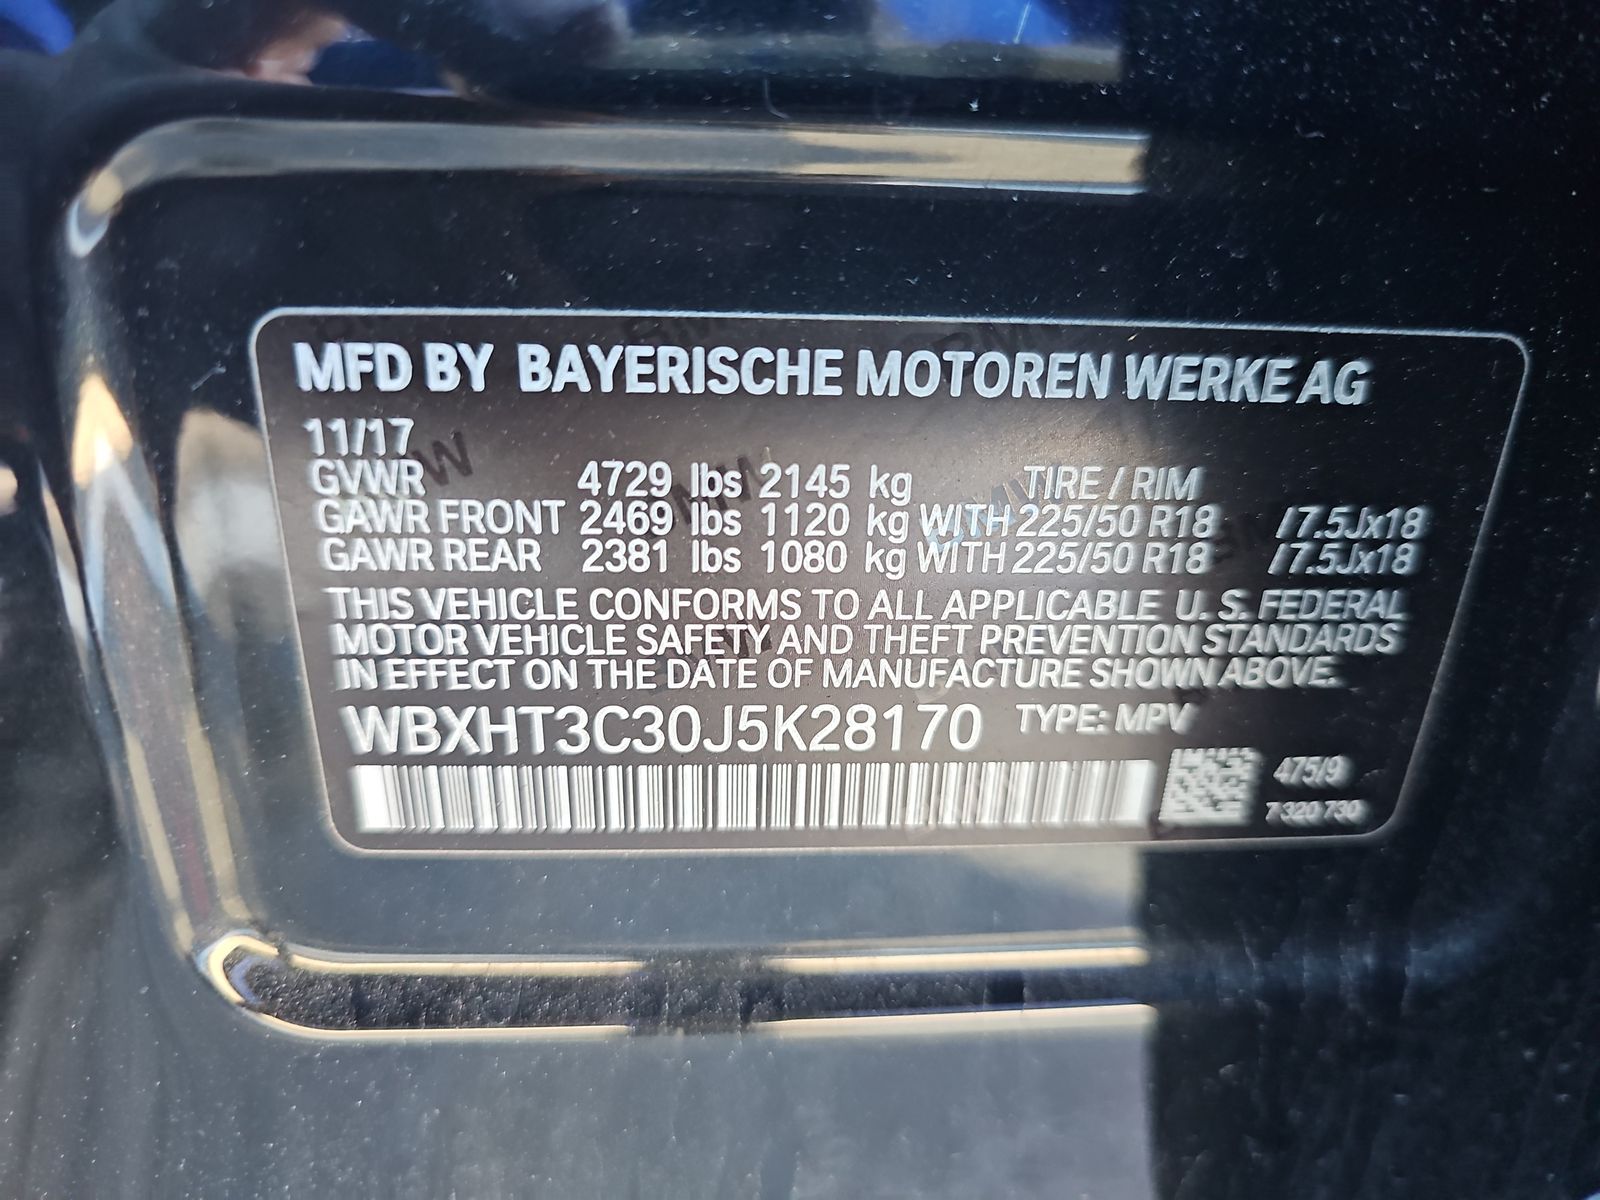 MFD BY BAYERISCHE MOTOREN WERKE AG
11/17
GVWR 4729 lbs 2145 kg TIRE / RIM
GAWR FRONT 2469 lbs 1120 kg WITH 225/50 R18 /7.5Jx18
GAWR REAR 2381 lbs 1080 kg WITH 225/50 R18 /7.5Jx18
THIS VEHICLE CONFORMS TO ALL APPLICABLE U. S. FEDERAL
MOTOR VEHICLE SAFETY AND THEFT PREVENTION STANDARDS
IN EFFECT ON THE DATE OF MANUFACTURE SHOWN ABOVE.
WBXHT3C30J5K28170 TYPE: MPV
475/9
7 320 730